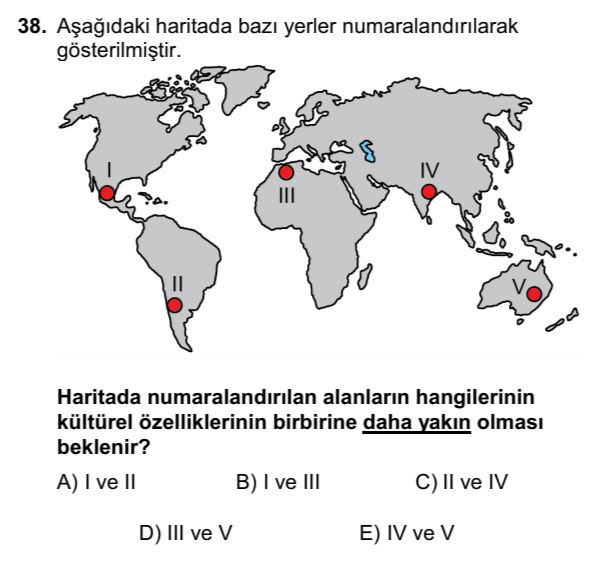 38. Aşağıdaki haritada bazı yerler numaralandırılarak
gösterilmiştir.
I
IV
III
II
V
Haritada numaralandırılan alanların hangilerinin
kültürel özelliklerinin birbirine daha yakın olması
beklenir?
A) I ve II B) I ve III C) II ve IV
D) III ve V E) IV ve V